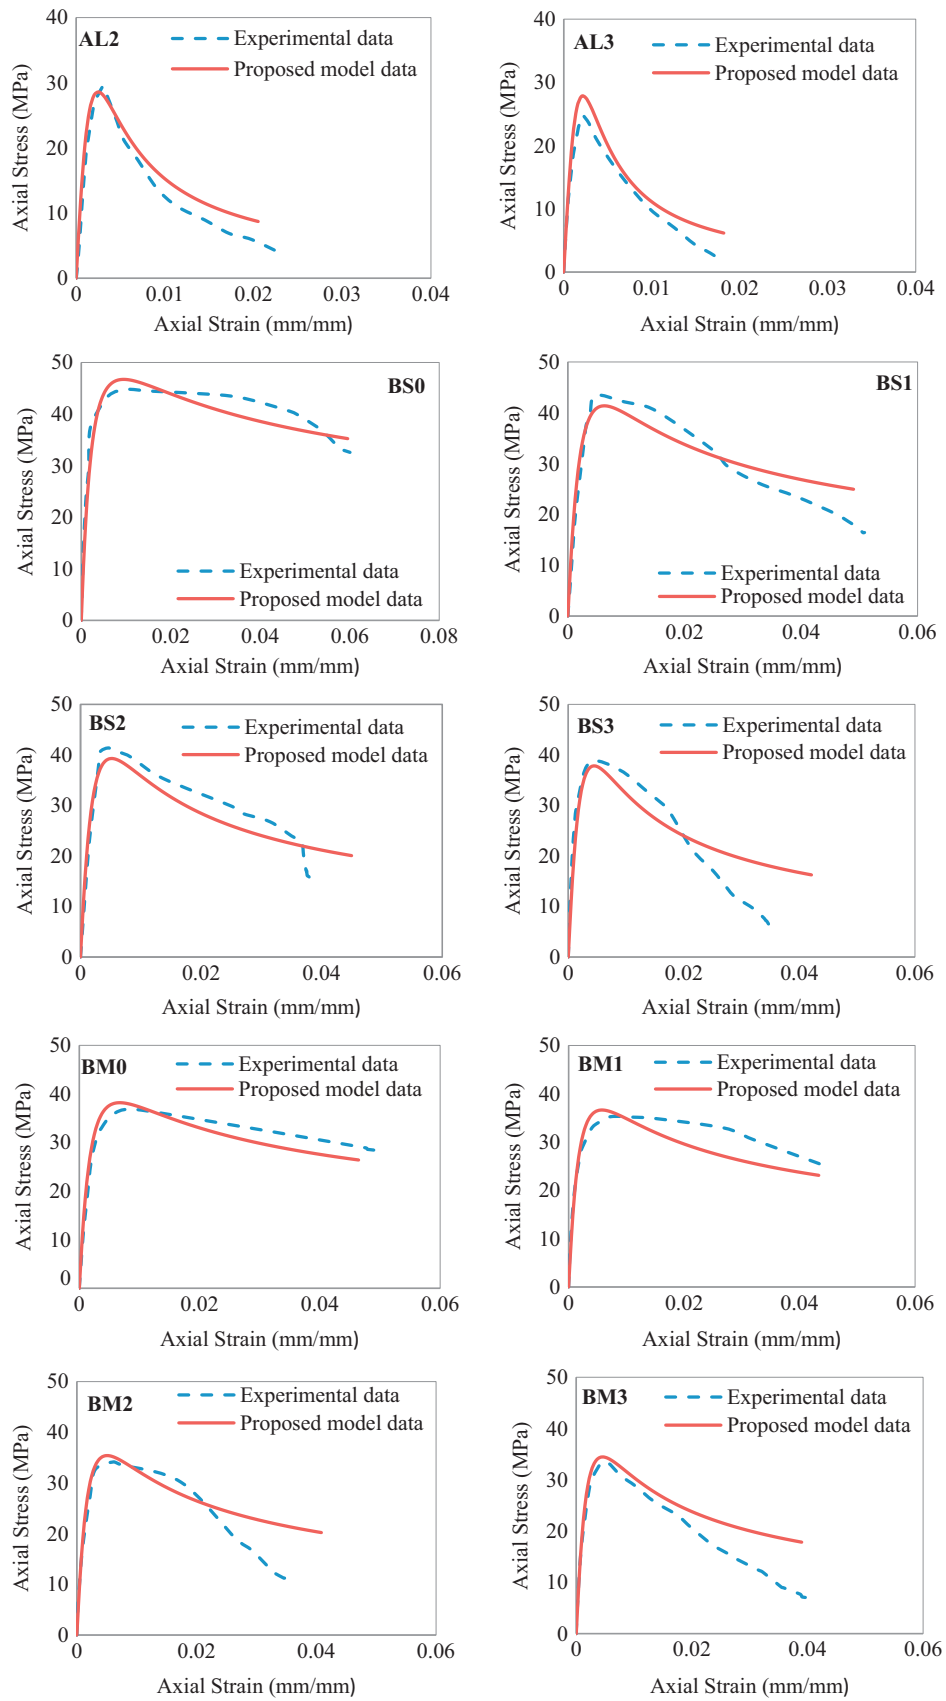 AL2
Experimental data
Proposed model data
Axial Stress (MPa)
40
30
20
10
0
0 0.01 0.02 0.03 0.04
Axial Strain (mm/mm)
AL3
Experimental data
Proposed model data
Axial Stress (MPa)
40
30
20
10
0
0 0.01 0.02 0.03 0.04
Axial Strain (mm/mm)
BS0
Axial Stress (MPa)
50
40
30
20
10
0
Experimental data
Proposed model data
0 0.02 0.04 0.06 0.08
Axial Strain (mm/mm)
BS1
Axial Stress (MPa)
50
40
30
20
10
0
Experimental data
Proposed model data
0 0.02 0.04 0.06
Axial Strain (mm/mm)
BS2
Experimental data
Proposed model data
Axial Stress (MPa)
50
40
30
20
10
0
0 0.02 0.04 0.06
Axial Strain (mm/mm)
BS3
Experimental data
Proposed model data
Axial Stress (MPa)
50
40
30
20
10
0
0 0.02 0.04 0.06
Axial Strain (mm/mm)
BM0
Experimental data
Proposed model data
Axial Stress (MPa)
50
40
30
20
10
0
0 0.02 0.04 0.06
Axial Strain (mm/mm)
BM1
Experimental data
Proposed model data
Axial Stress (MPa)
50
40
30
20
10
0
0 0.02 0.04 0.06
Axial Strain (mm/mm)
BM2
Experimental data
Proposed model data
Axial Stress (MPa)
50
40
30
20
10
0
0 0.02 0.04 0.06
Axial Strain (mm/mm)
BM3
Experimental data
Proposed model data
Axial Stress (MPa)
50
40
30
20
10
0
0 0.02 0.04 0.06
Axial Strain (mm/mm)